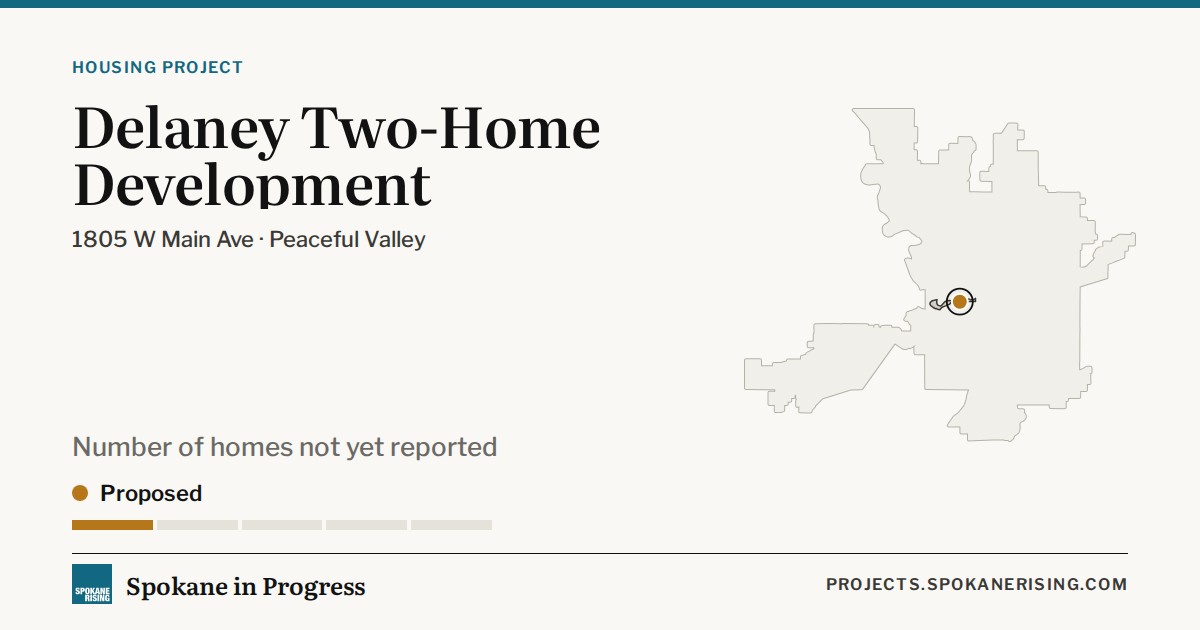 HOUSING PROJECT
Delaney Two-Home
Development
1805 W Main Ave · Peaceful Valley
Number of homes not yet reported
Proposed
SPOKANE
RISING
Spokane in Progress
PROJECTS.SPOKANERISING.COM